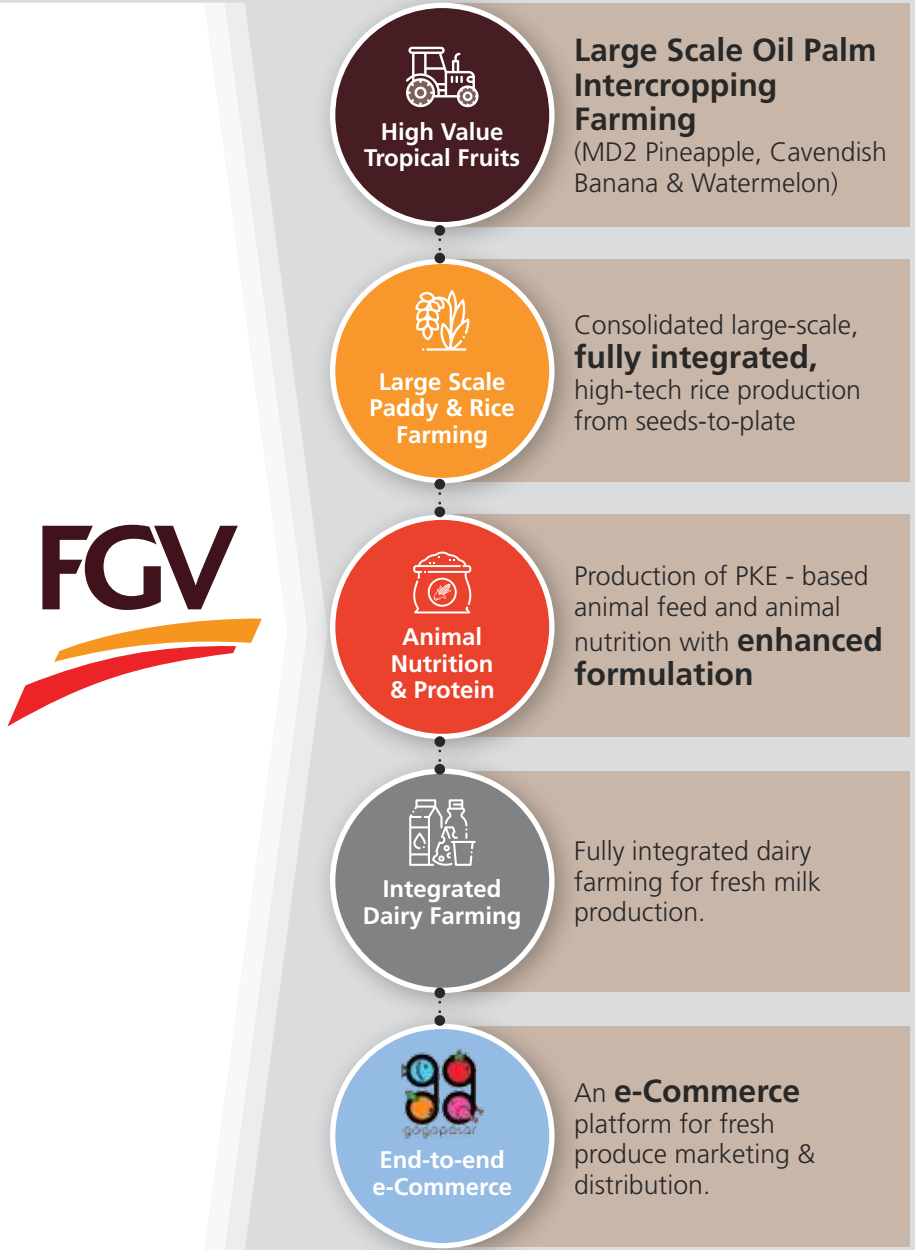 High Value
Tropical Fruits
Large Scale Oil Palm
Intercropping
Farming
(MD2 Pineapple, Cavendish
Banana & Watermelon)
Large Scale
Paddy & Rice
Farming
Consolidated large-scale,
fully integrated,
high-tech rice production
from seeds-to-plate
FGV
Animal
Nutrition
& Protein
Production of PKE - based
animal feed and animal
nutrition with enhanced
formulation
Integrated
Dairy Farming
Fully integrated dairy
farming for fresh milk
production.
gogopasar
End-to-end
e-Commerce
An e-Commerce
platform for fresh
produce marketing &
distribution.